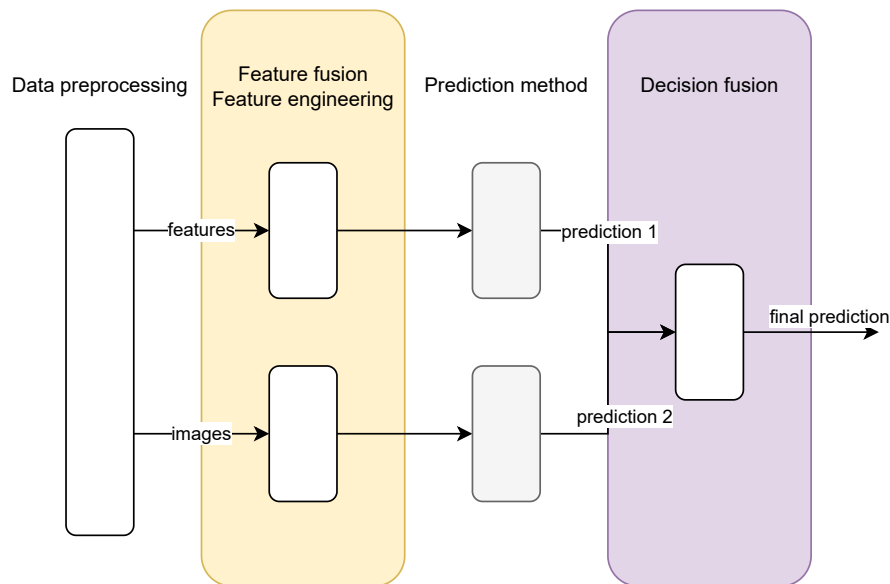 Data preprocessing
Feature fusion
Feature engineering
Prediction method
Decision fusion
features
prediction 1
final prediction
images
prediction 2